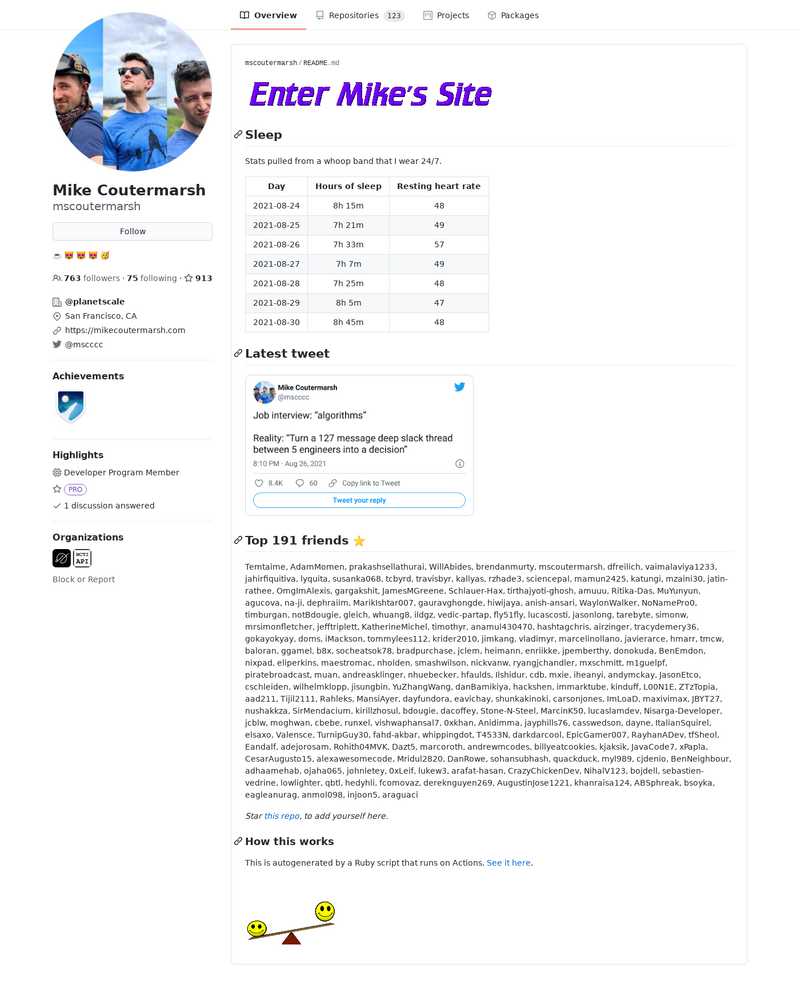 Overview Repositories 123 Projects Packages
Mike Coutermarsh
mscoutermarsh
Follow
763 followers · 75 following · 913
@planetscale
San Francisco, CA
https://mikecoutermarsh.com
@mscccc
Achievements
Highlights
Developer Program Member
PRO
1 discussion answered
Organizations
MCTI
API
Block or Report
mscoutermarsh / README.md
Enter Mike's Site
Sleep
Stats pulled from a whoop band that I wear 24/7.
Day Hours of sleep Resting heart rate
2021-08-24 8h 15m 48
2021-08-25 7h 21m 49
2021-08-26 7h 33m 57
2021-08-27 7h 7m 49
2021-08-28 7h 25m 48
2021-08-29 8h 5m 47
2021-08-30 8h 45m 48
Latest tweet
Mike Coutermarsh
@mscccc
Job interview: “algorithms”
Reality: “Turn a 127 message deep slack thread
between 5 engineers into a decision”
8:10 PM · Aug 26, 2021
8.4K 60 Copy link to Tweet
Tweet your reply
Top 191 friends
Temtaime, AdamMomen, prakashsellathurai, WillAbides, brendanmurty, mscoutermarsh, dfreilich, vaimalaviya1233,
jahirfiquitiva, lyquita, susanka068, tcbyrd, travisbyr, kallyas, rzhade3, sciencepal, mamun2425, katungi, mzaini30, jatin-
rathee, OmgImAlexis, gargakshit, JamesMGreene, Schlauer-Hax, tirthajyoti-ghosh, amuuu, Ritika-Das, MuYunyun,
agucova, na-ji, dephraiim, Marikishtar007, gauravghongde, hiwijaya, anish-ansari, WaylonWalker, NoNamePro0,
timburgan, notBdougie, gleich, whuang8, ildgz, vedic-partap, fly51fly, lucascosti, jasonlong, tarebyte, simonw,
mrsimonfletcher, jefftriplett, KatherineMichel, timothyr, anamul430470, hashtagchris, airzinger, tracydemery36,
gokayokyay, doms, iMackson, tommylees112, krider2010, jimkang, vladimyr, marcelinollano, javierarce, hmarr, tmcw,
baloran, ggamel, b8x, socheatsok78, bradpurchase, jclem, heimann, enriikke, jpemberthy, donokuda, BenEmdon,
nixpad, eliperkins, maestromac, nholden, smashwilson, nickvanw, ryangjchandler, mxschmitt, m1guelpf,
piratebroadcast, muan, andreasklinger, nhuebecker, hfaulds, Ilshidur, cdb, mxie, iheanyi, andymckay, JasonEtco,
cschleiden, wilhelmklopp, jisungbin, YuZhangWang, danBamikiya, hackshen, immarktube, kinduff, L00N1E, ZTzTopia,
aad211, Tijil2111, Rahleks, MansiAyer, dayfundora, eavichay, shunkakinoki, carsonjones, ImLoaD, maxivimax, JBYT27,
nushakkza, SirMendacium, kirillzhosul, bdougie, dacoffey, Stone-N-Steel, MarcinK50, lucaslamdev, Nisarga-Developer,
jcblw, moghwan, cbebe, runxel, vishwaphansal7, 0xkhan, Anidimma, jayphills76, casswedson, dayne, ItalianSquirel,
elsaxo, Valensce, TurnipGuy30, fahd-akbar, whippingdot, T4533N, darkdarcool, EpicGamer007, RayhanADev, tfSheol,
Eandalf, adejorosam, Rohith04MVK, Dazt5, marcoroth, andrewmcodes, billyeatcookies, kjaksik, JavaCode7, xPapla,
CesarAugusto15, alexawesomecode, Mridul2820, DanRowe, sohansubhash, quackduck, myl989, cjdenio, BenNeighbour,
adhaamehab, ojaha065, johnletey, 0xLeif, lukew3, arafat-hasan, CrazyChickenDev, NihalV123, bojdell, sebastien-
vedrine, lowlighter, qbtl, hedyhli, fcomovaz, dereknguyen269, AugustinJose1221, khanraisa124, ABSphreak, bsoyka,
eagleanurag, anmol098, injoon5, araguaci
Star this repo, to add yourself here.
How this works
This is autogenerated by a Ruby script that runs on Actions. See it here.